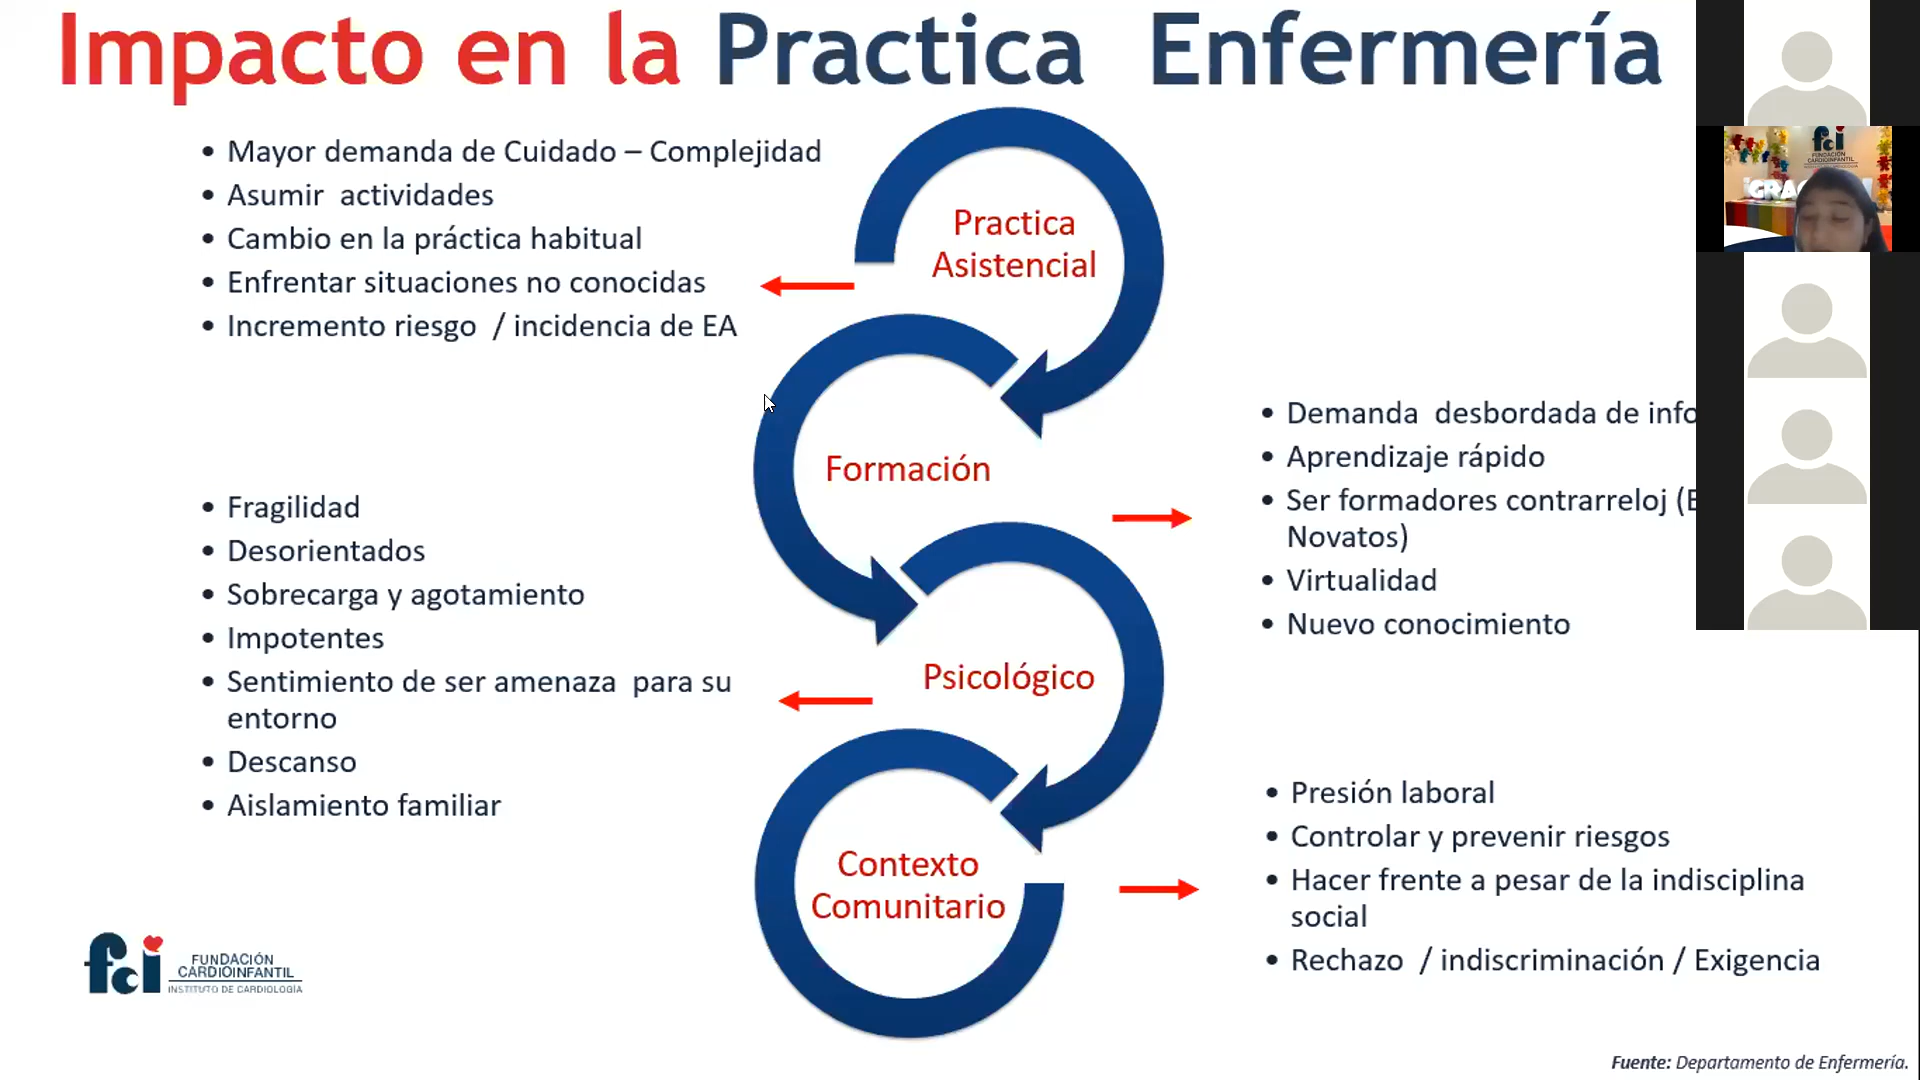 Impacto en la Practica Enfermería
• Mayor demanda de Cuidado – Complejidad
• Asumir actividades
• Cambio en la práctica habitual
• Enfrentar situaciones no conocidas
• Incremento riesgo / incidencia de EA
Practica
Asistencial
Formación
• Demanda desbordada de info
• Aprendizaje rápido
• Ser formadores contrarreloj (E
Novatos)
• Virtualidad
• Nuevo conocimiento
• Fragilidad
• Desorientados
• Sobrecarga y agotamiento
• Impotentes
• Sentimiento de ser amenaza para su
entorno
• Descanso
• Aislamiento familiar
Psicológico
Contexto
Comunitario
• Presión laboral
• Controlar y prevenir riesgos
• Hacer frente a pesar de la indisciplina
social
• Rechazo / indiscriminación / Exigencia
fci
FUNDACIÓN
CARDIOINFANTIL
INSTITUTO DE CARDIOLOGÍA
Fuente: Departamento de Enfermería.
fci
FUNDACIÓN
CARDIOINFANTIL